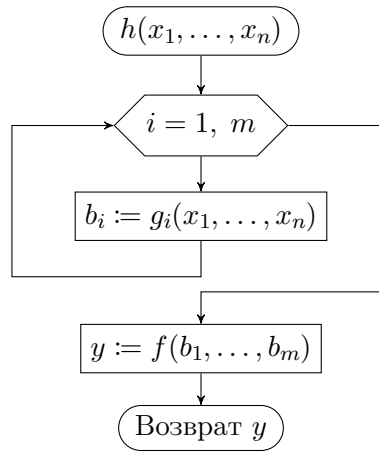 h(x₁, . . . , xₙ)
i = 1, m
bᵢ := gᵢ(x₁, . . . , xₙ)
y := f(b₁, . . . , bₘ)
Возврат y